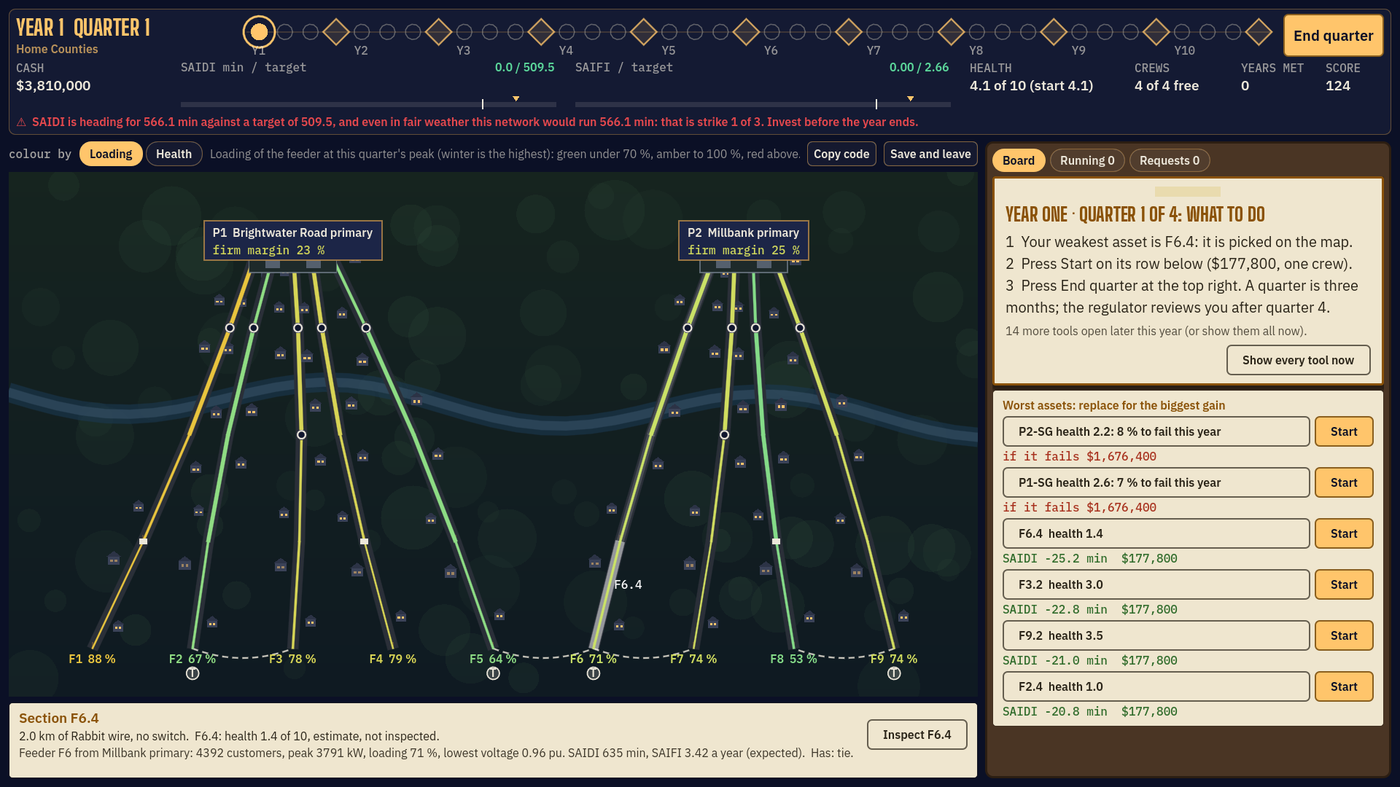 YEAR 1 QUARTER 1
Home Counties
Y1 Y2 Y3 Y4 Y5 Y6 Y7 Y8 Y9 Y10
End quarter
CASH
$3,810,000
SAIDI min / target 0.0 / 509.5
SAIFI / target 0.00 / 2.66
HEALTH
4.1 of 10 (start 4.1)
CREWS
4 of 4 free
YEARS MET
0
SCORE
124
⚠ SAIDI is heading for 566.1 min against a target of 509.5, and even in fair weather this network would run 566.1 min: that is strike 1 of 3. Invest before the year ends.
colour by Loading Health Loading of the feeder at this quarter's peak (winter is the highest): green under 70 %, amber to 100 %, red above. Copy code Save and leave
P1 Brightwater Road primary
firm margin 23 %
P2 Millbank primary
firm margin 25 %
F6.4
F1 88 % F2 67 % F3 78 % F4 79 % F5 64 % F6 71 % F7 74 % F8 53 % F9 74 %
T T T T
Section F6.4
2.0 km of Rabbit wire, no switch. F6.4: health 1.4 of 10, estimate, not inspected.
Feeder F6 from Millbank primary: 4392 customers, peak 3791 kW, loading 71 %, lowest voltage 0.96 pu. SAIDI 635 min, SAIFI 3.42 a year (expected). Has: tie.
Inspect F6.4
Board Running 0 Requests 0
YEAR ONE · QUARTER 1 OF 4: WHAT TO DO
1 Your weakest asset is F6.4: it is picked on the map.
2 Press Start on its row below ($177,800, one crew).
3 Press End quarter at the top right. A quarter is three
months; the regulator reviews you after quarter 4.
14 more tools open later this year (or show them all now).
Show every tool now
Worst assets: replace for the biggest gain
P2-SG health 2.2: 8 % to fail this year Start
if it fails $1,676,400
P1-SG health 2.6: 7 % to fail this year Start
if it fails $1,676,400
F6.4 health 1.4 Start
SAIDI -25.2 min $177,800
F3.2 health 3.0 Start
SAIDI -22.8 min $177,800
F9.2 health 3.5 Start
SAIDI -21.0 min $177,800
F2.4 health 1.0 Start
SAIDI -20.8 min $177,800